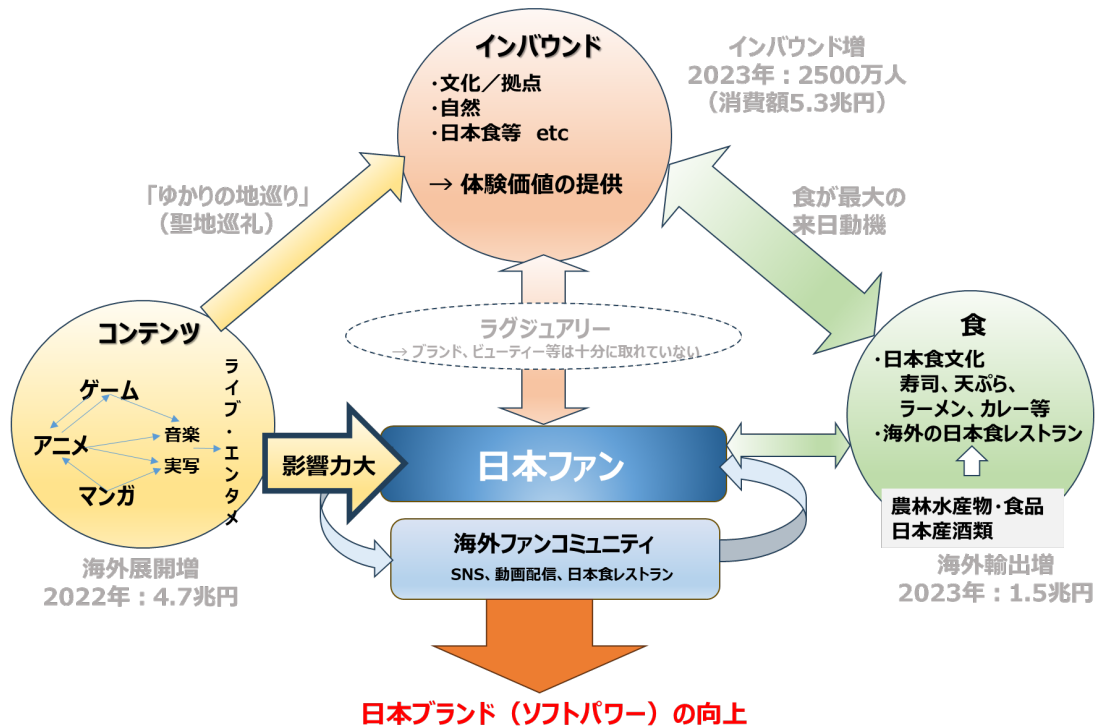 インバウンド
・文化／拠点
・自然
・日本食等 etc
→ 体験価値の提供
インバウンド増
2023年：2500万人
（消費額5.3兆円）
「ゆかりの地巡り」
（聖地巡礼）
食が最大の
来日動機
ラグジュアリー
→ ブランド、ビューティー等は十分に取れていない
コンテンツ
ゲーム
アニメ
マンガ
音楽
実写
ライブ・エンタメ
海外展開増
2022年：4.7兆円
影響力大
日本ファン
海外ファンコミュニティ
SNS、動画配信、日本食レストラン
食
・日本食文化
寿司、天ぷら、
ラーメン、カレー等
・海外の日本食レストラン
農林水産物・食品
日本産酒類
海外輸出増
2023年：1.5兆円
日本ブランド（ソフトパワー）の向上